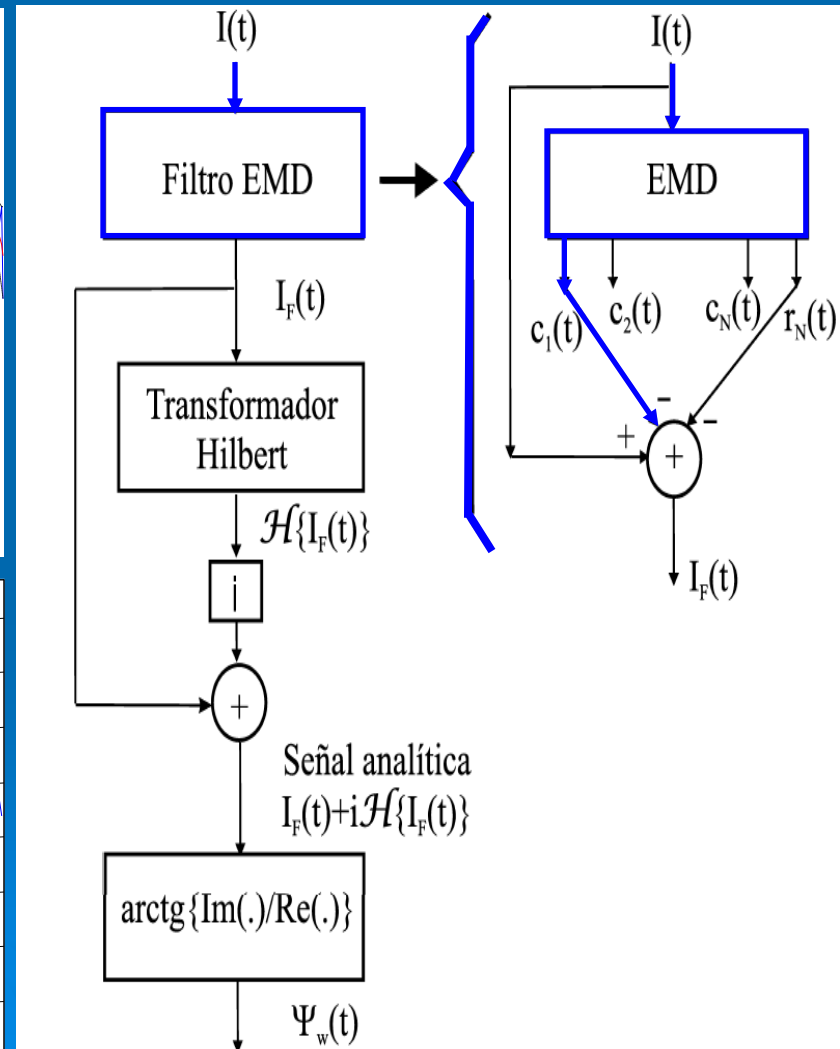 I(t)
Filtro EMD
I_F(t)
Transformador
Hilbert
ℋ{I_F(t)}
i
+
Señal analítica
I_F(t)+iℋ{I_F(t)}
arctg{Im(.)/Re(.)}
Ψ_w(t)
I(t)
EMD
c_1(t)
c_2(t)
c_N(t)
r_N(t)
−
−
+
+
I_F(t)